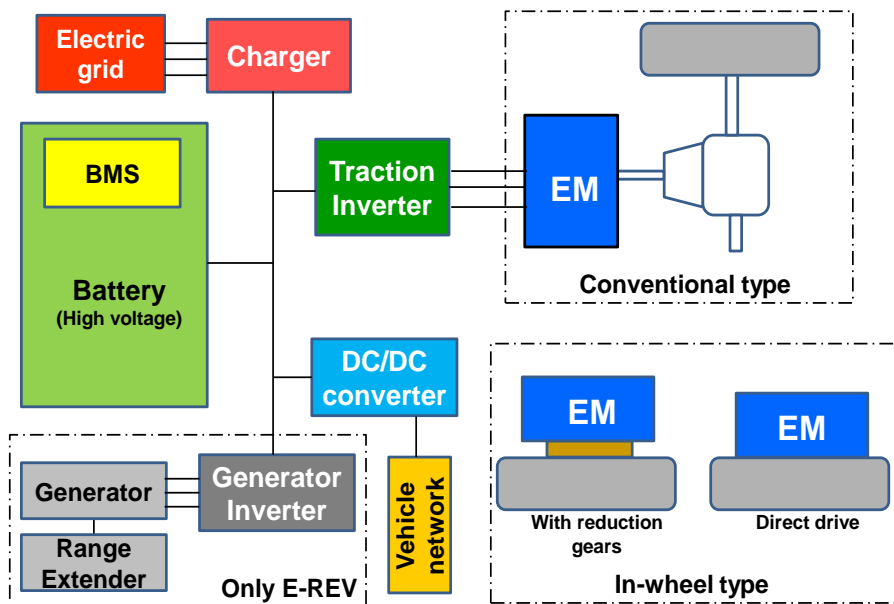 Electric
grid
Charger
BMS
Battery
(High voltage)
Traction
Inverter
EM
Conventional type
DC/DC
converter
Vehicle
network
Generator
Inverter
Generator
Range
Extender
Only E-REV
EM
With reduction
gears
EM
Direct drive
In-wheel type